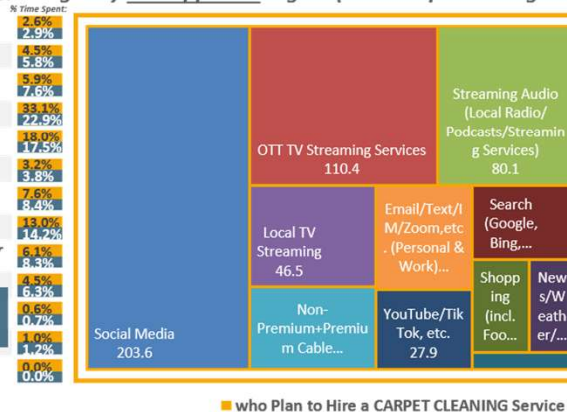 % Time Spent:
2.6%
2.9%
4.5%
5.8%
5.9%
7.6%
33.1%
22.9%
18.0%
17.5%
3.2%
3.8%
7.6%
8.4%
13.0%
14.2%
6.1%
8.3%
4.5%
6.3%
0.6%
0.7%
1.0%
1.2%
0.0%
0.0%
Social Media
203.6
OTT TV Streaming Services
110.4
Streaming Audio
(Local Radio/
Podcasts/Streamin
g Services)
80.1
Local TV
Streaming
46.5
Email/Text/I
M/Zoom,etc
. (Personal &
Work)...
Search
(Google,
Bing,...
Non-
Premium+Premiu
m Cable...
YouTube/Tik
Tok, etc.
27.9
Shopp
ing
(incl.
Foo...
New
s/W
eath
er/...
who Plan to Hire a CARPET CLEANING Service